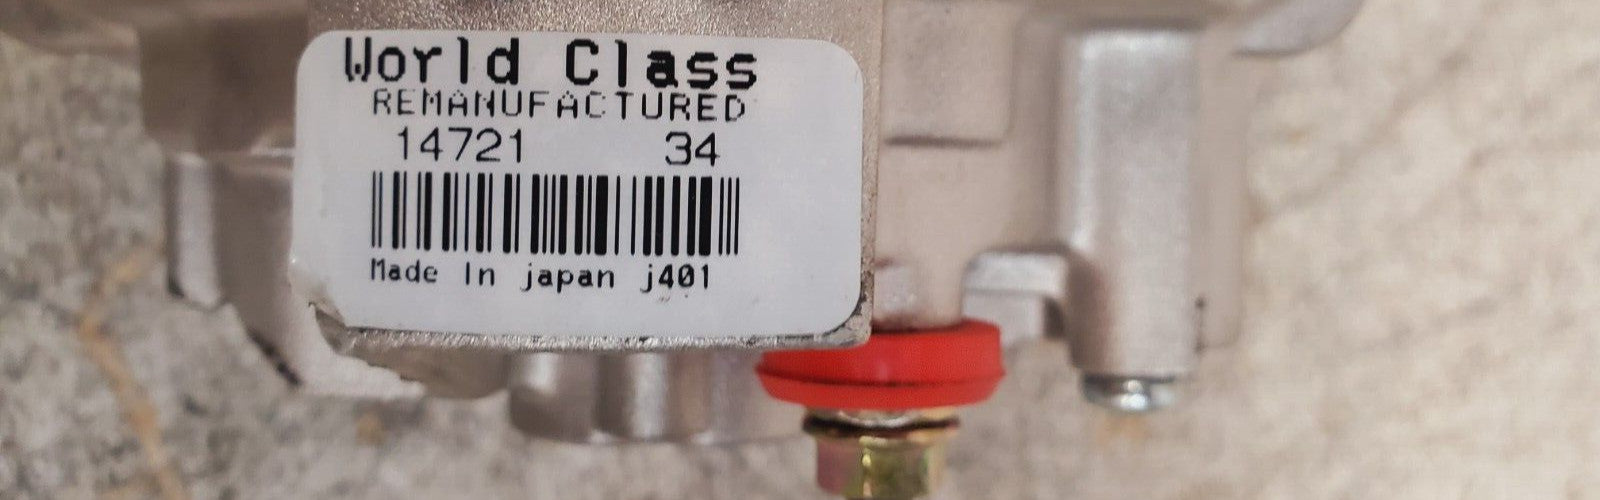 World Class
REMANUFACTURED
14721 34
Made In japan j401